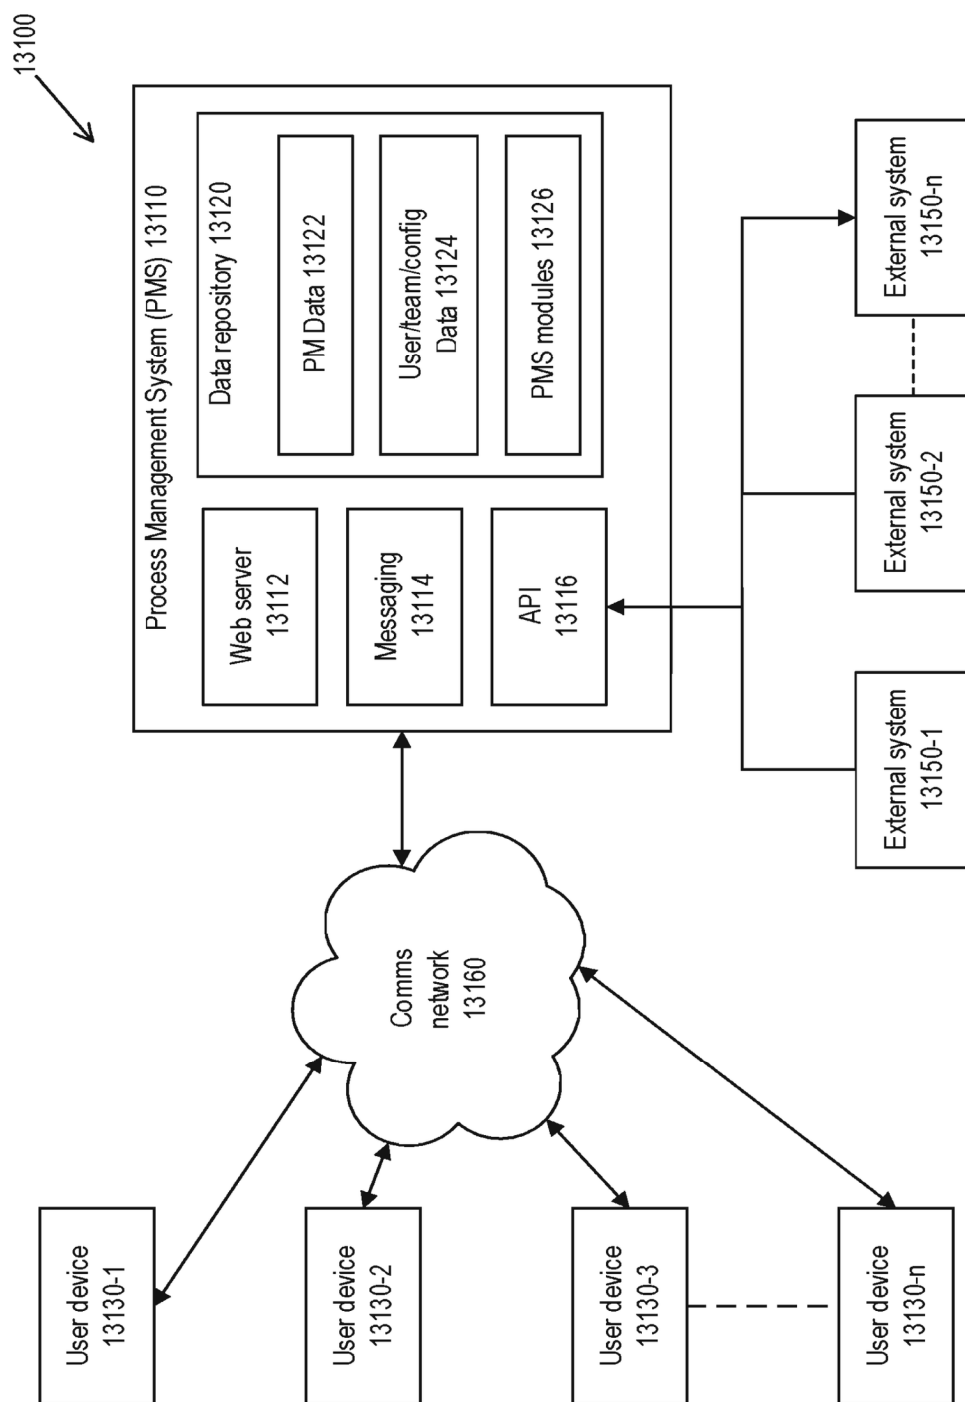 13100
Process Management System (PMS) 13110
Web server
13112
Messaging
13114
API
13116
Data repository 13120
PM Data 13122
User/team/config
Data 13124
PMS modules 13126
Comms
network
13160
User device
13130-1
User device
13130-2
User device
13130-3
User device
13130-n
External system
13150-1
External system
13150-2
External system
13150-n